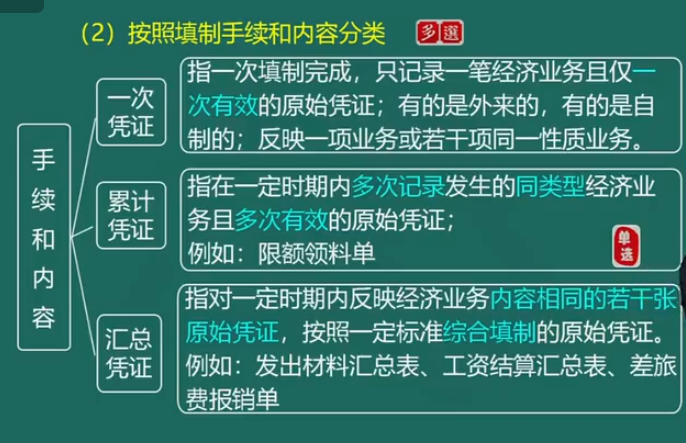 （2）按照填制手续和内容分类
多選
手续和内容
一次
凭证
指一次填制完成，只记录一笔经济业务且仅一
次有效的原始凭证；有的是外来的，有的是自
制的；反映一项业务或若干项同一性质业务。
累计
凭证
指在一定时期内多次记录发生的同类型经济业
务且多次有效的原始凭证；
例如：限额领料单
单选
汇总
凭证
指对一定时期内反映经济业务内容相同的若干张
原始凭证，按照一定标准综合填制的原始凭证。
例如：发出材料汇总表、工资结算汇总表、差旅
费报销单